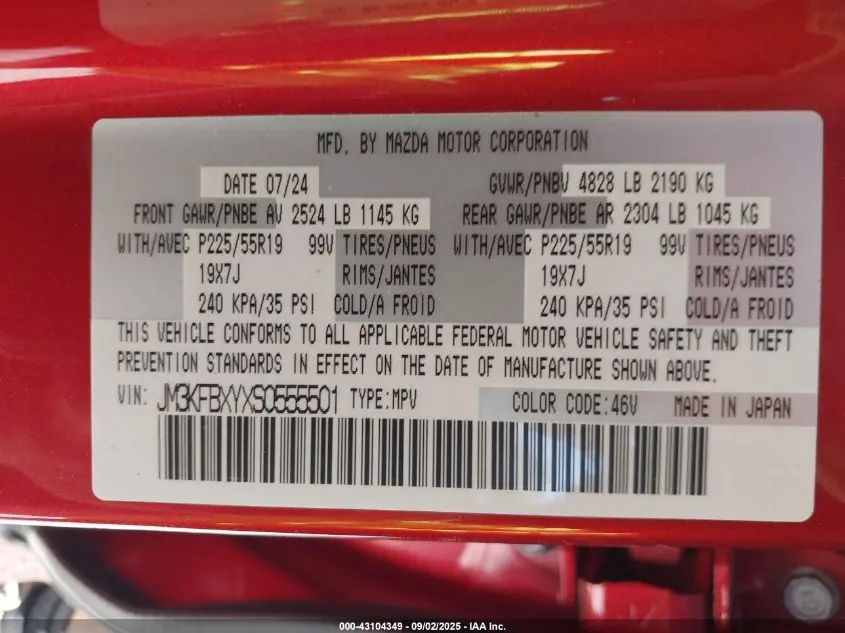 MFD. BY MAZDA MOTOR CORPORATION
DATE 07/24 GVWR/PNBV 4828 LB 2190 KG
FRONT GAWR/PNBE AV 2524 LB 1145 KG REAR GAWR/PNBE AR 2304 LB 1045 KG
WITH/AVEC P225/55R19 99V TIRES/PNEUS WITH/AVEC P225/55R19 99V TIRES/PNEUS
19X7J RIMS/JANTES 19X7J RIMS/JANTES
240 KPA/35 PSI COLD/A FROID 240 KPA/35 PSI COLD/A FROID
THIS VEHICLE CONFORMS TO ALL APPLICABLE FEDERAL MOTOR VEHICLE SAFETY AND THEFT
PREVENTION STANDARDS IN EFFECT ON THE DATE OF MANUFACTURE SHOWN ABOVE.
VIN: JM3KFBXYXS0555501 TYPE:MPV COLOR CODE:46V MADE IN JAPAN
000-43104349 - 09/02/2025 - IAA Inc.